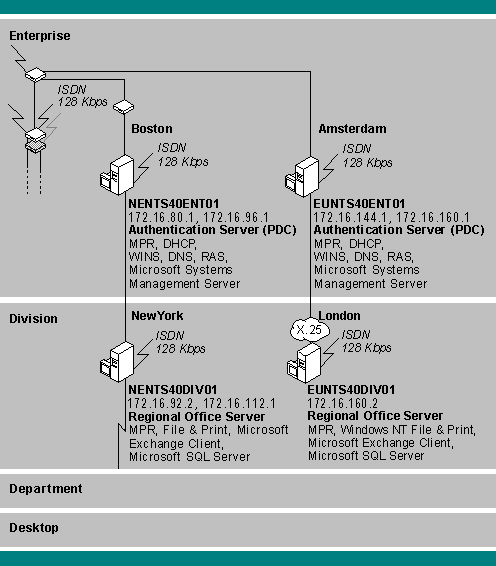 Enterprise
ISDN
128 Kbps
Boston
ISDN
128 Kbps
NENTS40ENT01
172.16.80.1, 172.16.96.1
Authentication Server (PDC)
MPR, DHCP,
WINS, DNS, RAS,
Microsoft Systems
Management Server
Amsterdam
ISDN
128 Kbps
EUNTS40ENT01
172.16.144.1, 172.16.160.1
Authentication Server (PDC)
MPR, DHCP,
WINS, DNS, RAS,
Microsoft Systems
Management Server
Division
NewYork
ISDN
128 Kbps
NENTS40DIV01
172.16.92.2, 172.16.112.1
Regional Office Server
MPR, File & Print, Microsoft
Exchange Client,
Microsoft SQL Server
London
X.25
ISDN
128 Kbps
EUNTS40DIV01
172.16.160.2
Regional Office Server
MPR, Windows NT File & Print,
Microsoft Exchange Client,
Microsoft SQL Server
Department
Desktop